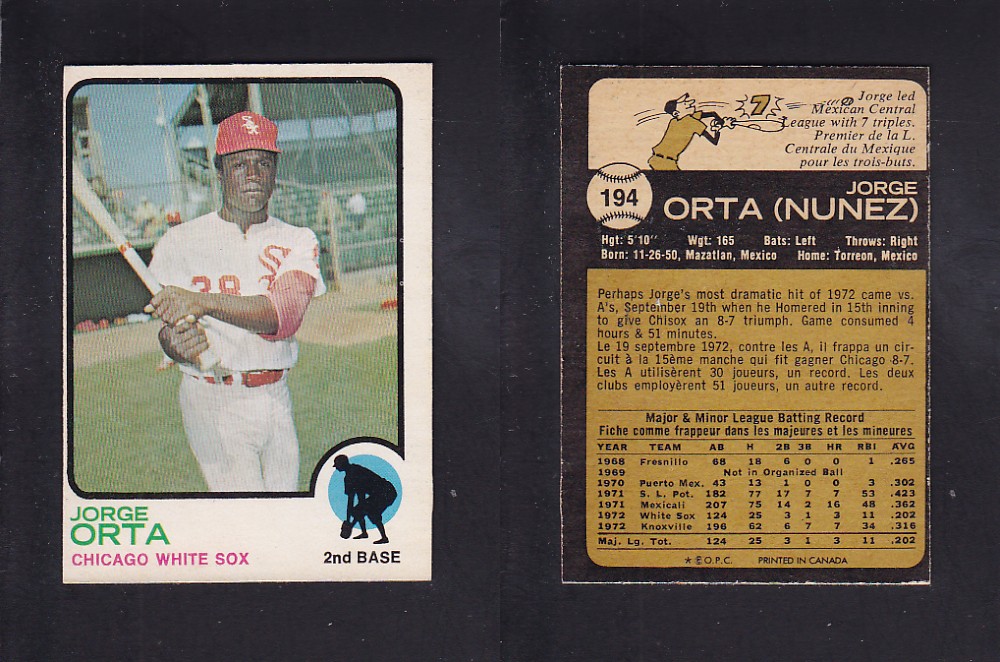 SOX
38
S
JORGE
ORTA
CHICAGO WHITE SOX
2nd BASE
7
Jorge led
Mexican Central
League with 7 triples.
Premier de la L.
Centrale du Mexique
pour les trois-buts.
194
JORGE
ORTA (NUNEZ)
Hgt: 5'10" Wgt: 165 Bats: Left Throws: Right
Born: 11-26-50, Mazatlan, Mexico Home: Torreon, Mexico
Perhaps Jorge's most dramatic hit of 1972 came vs.
A's, September 19th when he Homered in 15th inning
to give Chisox an 8-7 triumph. Game consumed 4
hours & 51 minutes.
Le 19 septembre 1972, contre les A, il frappa un cir-
cuit à la 15ème manche qui fit gagner Chicago 8-7.
Les A utilisèrent 30 joueurs, un record. Les deux
clubs employèrent 51 joueurs, un autre record.
Major & Minor League Batting Record
Fiche comme frappeur dans les majeures et les mineures
YEAR TEAM AB H 2B 3B HR RBI AVG
1968 Fresnillo 68 18 6 0 0 1 .265
1969 Not in Organized Ball
1970 Puerto Mex. 43 13 1 0 0 3 .302
1971 S. L. Pot. 182 77 17 7 7 53 .423
1971 Mexicali 207 75 14 2 16 48 .362
1972 White Sox 124 25 3 1 3 11 .202
1972 Knoxville 196 62 6 7 7 34 .316
Maj. Lg. Tot. 124 25 3 1 3 11 .202
★ © O.P.C. PRINTED IN CANADA